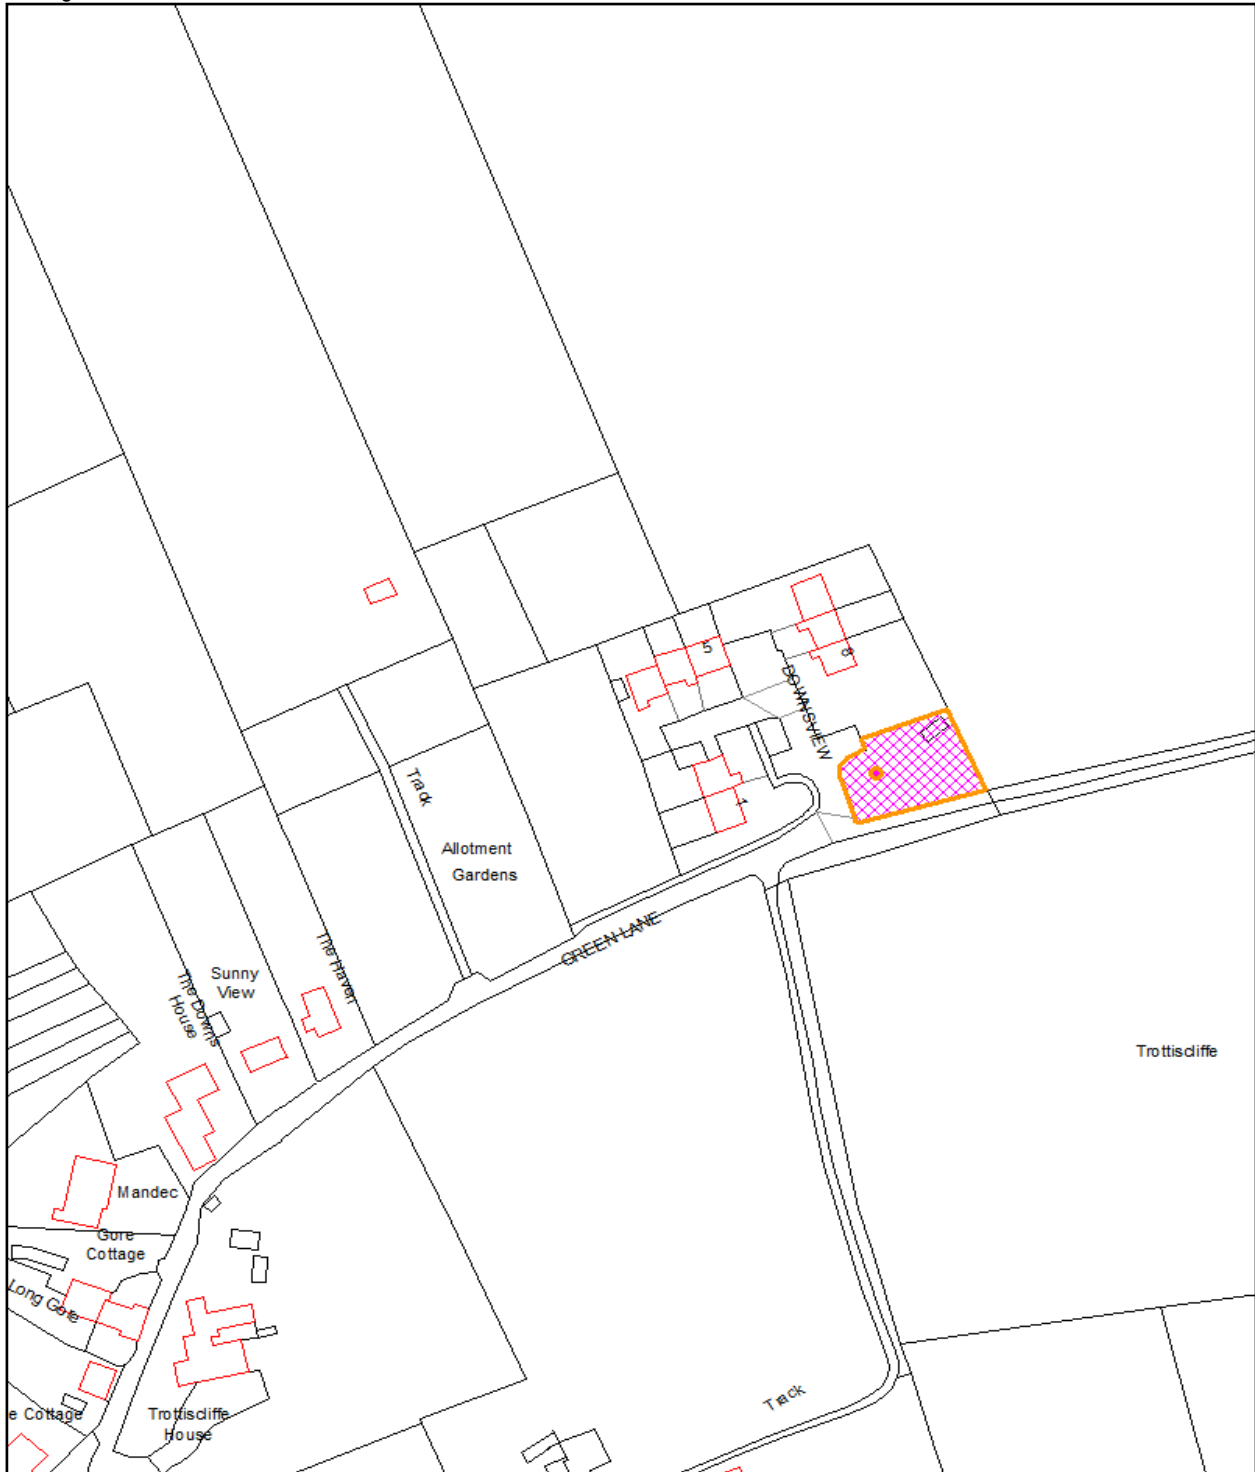 5
8
DOWNSVIEW
Track
1
Allotment
Gardens
GREEN LANE
The Haven
Sunny
View
The Downs
House
Trottiscliffe
Mandec
Gore
Cottage
Long Gore
Track
e Cottage
Trottiscliffe
House